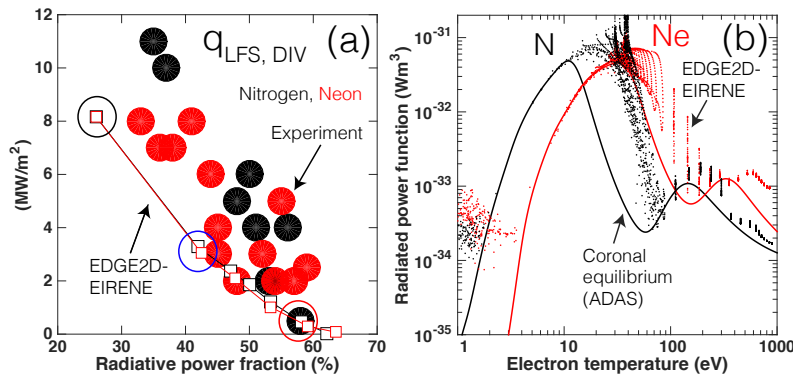 q LFS, DIV (a)
Nitrogen, Neon
Experiment
EDGE2D-
EIRENE
12
10
8
6
4
2
0
(MW/m²)
20 30 40 50 60 70
Radiative power fraction (%)
N Ne (b)
EDGE2D-
EIRENE
Coronal
equilibrium
(ADAS)
10-31
10-32
10-33
10-34
10-35
Radiated power function (Wm³)
1 10 100 1000
Electron temperature (eV)